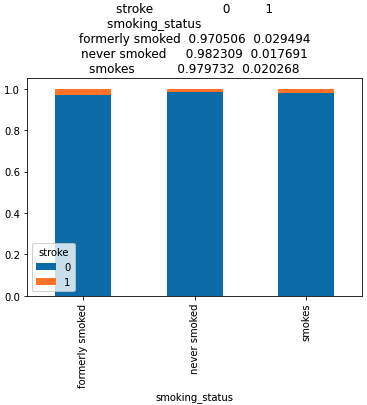 stroke 0 1
smoking_status
formerly smoked 0.970506 0.029494
never smoked 0.982309 0.017691
smokes 0.979732 0.020268
1.0
0.8
0.6
0.4
0.2
0.0
stroke
0
1
formerly smoked
never smoked
smokes
smoking_status